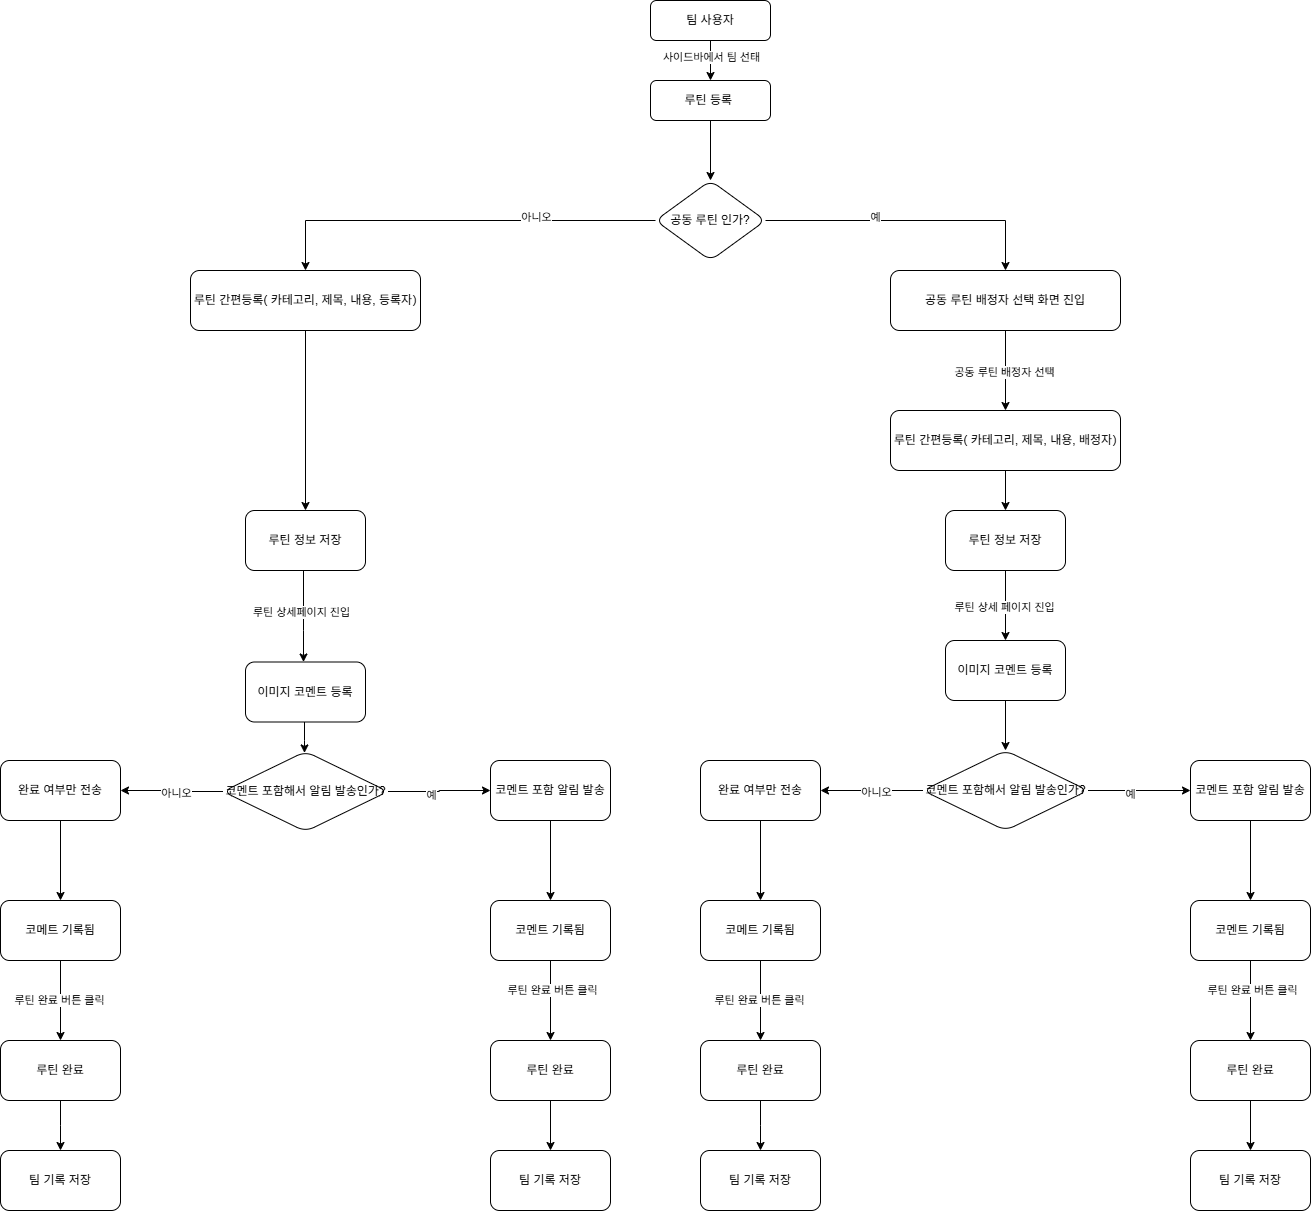 팀 사용자
사이드바에서 팀 선태
루틴 등록
공동 루틴 인가?
아니오
예
루틴 간편등록( 카테고리, 제목, 내용, 등록자)
공동 루틴 배정자 선택 화면 진입
공동 루틴 배정자 선택
루틴 간편등록( 카테고리, 제목, 내용, 배정자)
루틴 정보 저장
루틴 정보 저장
루틴 상세페이지 진입
루틴 상세 페이지 진입
이미지 코멘트 등록
이미지 코멘트 등록
완료 여부만 전송
아니오
코멘트 포함해서 알림 발송인가?
예
코멘트 포함 알림 발송
완료 여부만 전송
아니오
코멘트 포함해서 알림 발송인가?
예
코멘트 포함 알림 발송
코메트 기록됨
코멘트 기록됨
코메트 기록됨
코멘트 기록됨
루틴 완료 버튼 클릭
루틴 완료 버튼 클릭
루틴 완료 버튼 클릭
루틴 완료 버튼 클릭
루틴 완료
루틴 완료
루틴 완료
루틴 완료
팀 기록 저장
팀 기록 저장
팀 기록 저장
팀 기록 저장